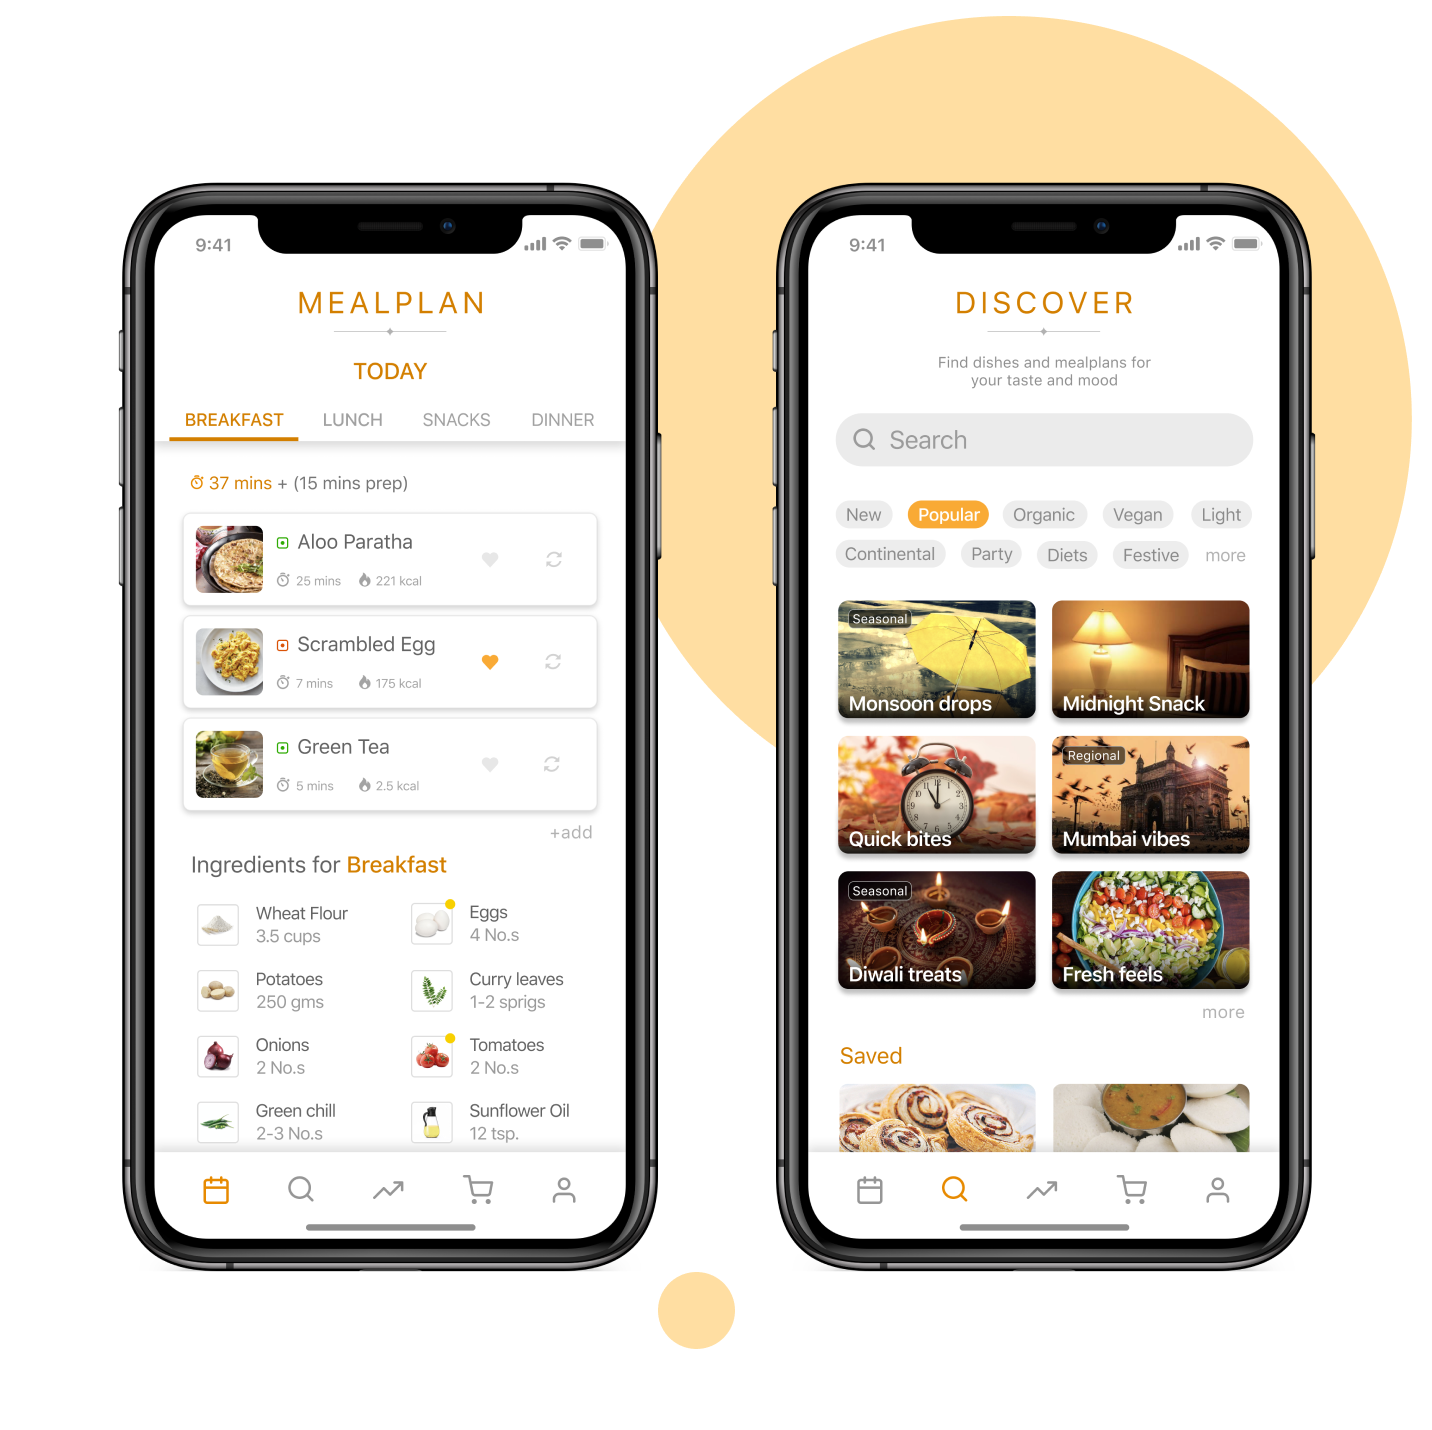 9:41
MEALPLAN
TODAY
BREAKFAST LUNCH SNACKS DINNER
37 mins + (15 mins prep)
Aloo Paratha
25 mins 221 kcal
Scrambled Egg
7 mins 175 kcal
Green Tea
5 mins 2.5 kcal
+add
Ingredients for Breakfast
Wheat Flour
3.5 cups
Eggs
4 No.s
Potatoes
250 gms
Curry leaves
1-2 sprigs
Onions
2 No.s
Tomatoes
2 No.s
Green chill
2-3 No.s
Sunflower Oil
12 tsp.
9:41
DISCOVER
Find dishes and mealplans for
your taste and mood
Search
New Popular Organic Vegan Light
Continental Party Diets Festive more
Seasonal
Monsoon drops
Midnight Snack
Quick bites
Regional
Mumbai vibes
Seasonal
Diwali treats
Fresh feels
more
Saved